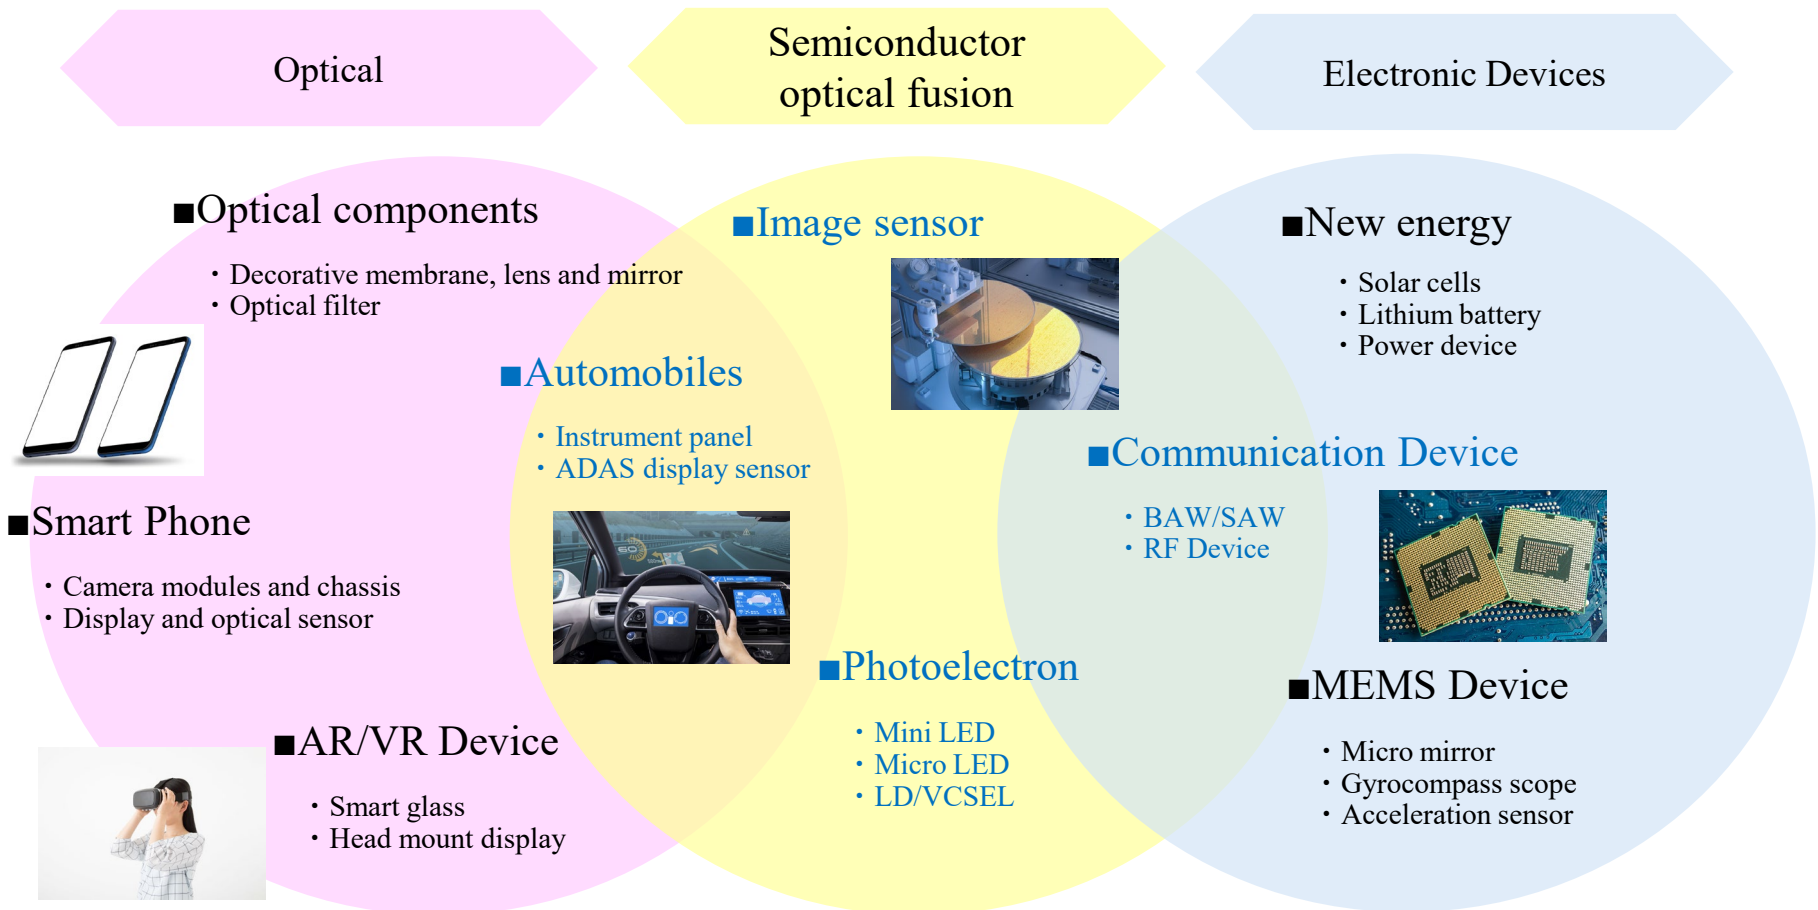 Optical
Semiconductor
optical fusion
Electronic Devices
■Optical components
・Decorative membrane, lens and mirror
・Optical filter
■Smart Phone
・Camera modules and chassis
・Display and optical sensor
■AR/VR Device
・Smart glass
・Head mount display
■Automobiles
・Instrument panel
・ADAS display sensor
60
■Image sensor
■Photoelectron
・Mini LED
・Micro LED
・LD/VCSEL
■New energy
・Solar cells
・Lithium battery
・Power device
■Communication Device
・BAW/SAW
・RF Device
■MEMS Device
・Micro mirror
・Gyrocompass scope
・Acceleration sensor